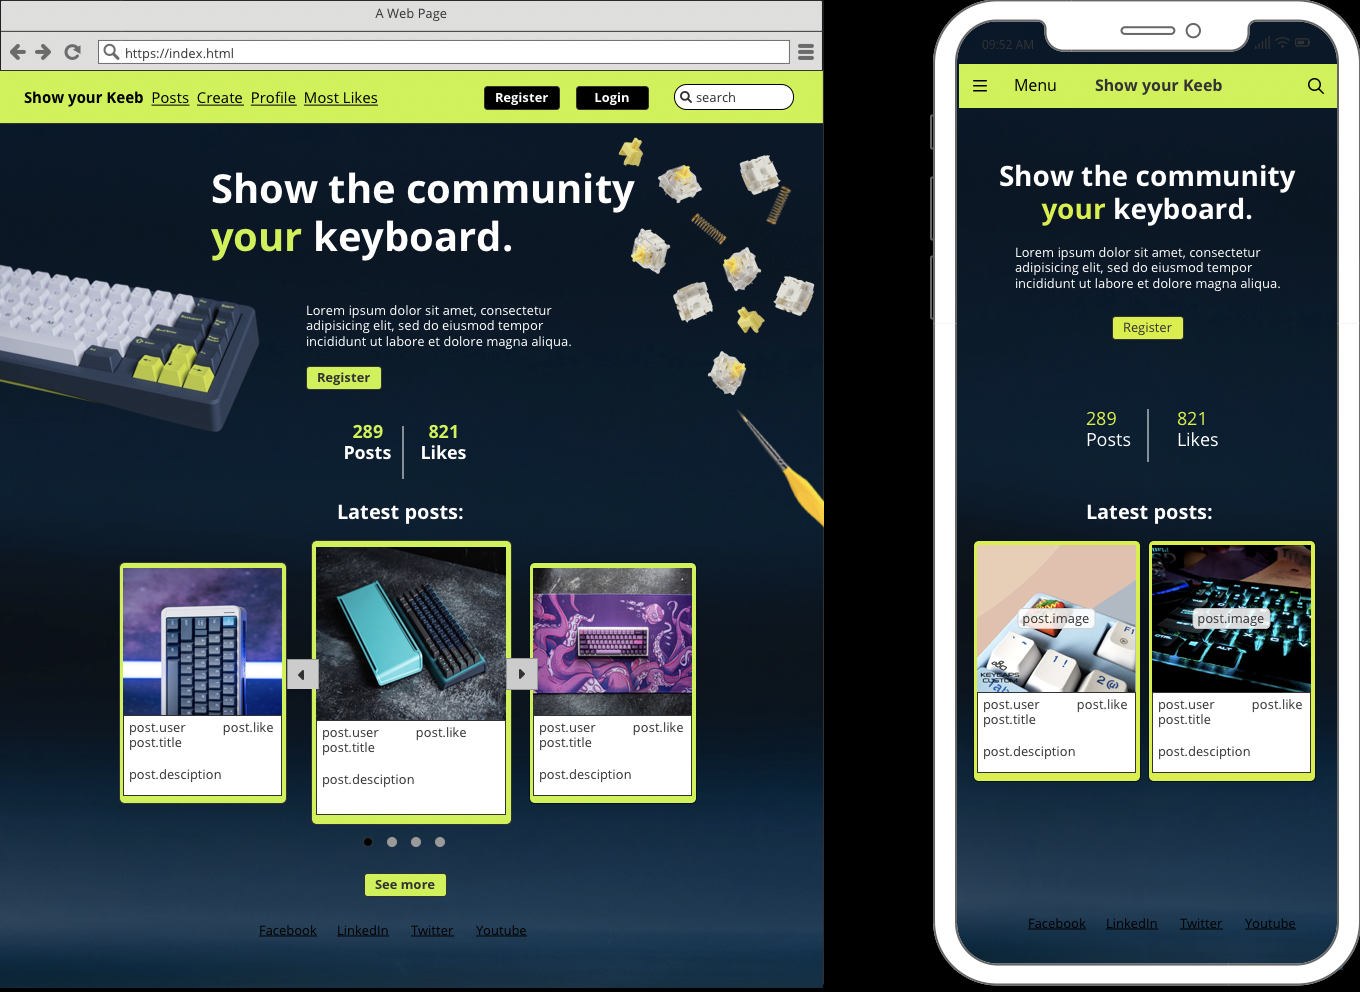 A Web Page
https://index.html
Show your Keeb Posts Create Profile Most Likes Register Login search
Show the community
your keyboard.
Lorem ipsum dolor sit amet, consectetur
adipisicing elit, sed do eiusmod tempor
incididunt ut labore et dolore magna aliqua.
Register
289 821
Posts Likes
Latest posts:
post.user post.like
post.title
post.desciption
post.user post.like
post.title
post.desciption
post.user post.like
post.title
post.desciption
See more
Facebook LinkedIn Twitter Youtube
09:52 AM
Menu Show your Keeb
Show the community
your keyboard.
Lorem ipsum dolor sit amet, consectetur
adipisicing elit, sed do eiusmod tempor
incididunt ut labore et dolore magna aliqua.
Register
289 821
Posts Likes
Latest posts:
post.image
KEYCAPS
CUSTOM
post.user post.like
post.title
post.desciption
post.image
post.user post.like
post.title
post.desciption
Facebook LinkedIn Twitter Youtube